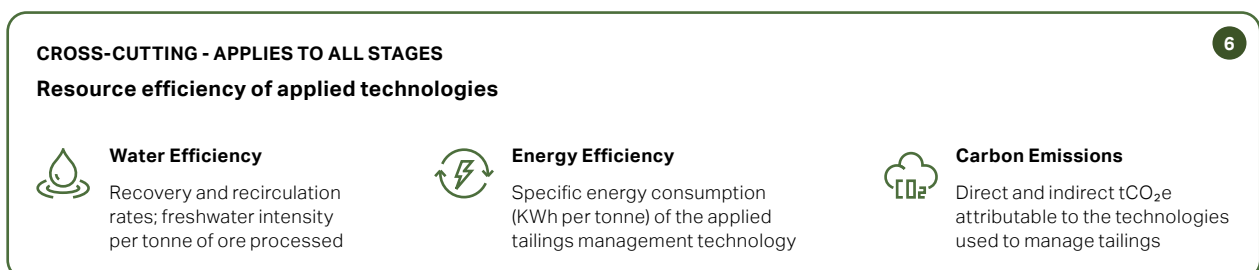 CROSS-CUTTING - APPLIES TO ALL STAGES
6
Resource efficiency of applied technologies
Water Efficiency
Recovery and recirculation
rates; freshwater intensity
per tonne of ore processed
Energy Efficiency
Specific energy consumption
(KWh per tonne) of the applied
tailings management technology
CO₂
Carbon Emissions
Direct and indirect tCO₂e
attributable to the technologies
used to manage tailings